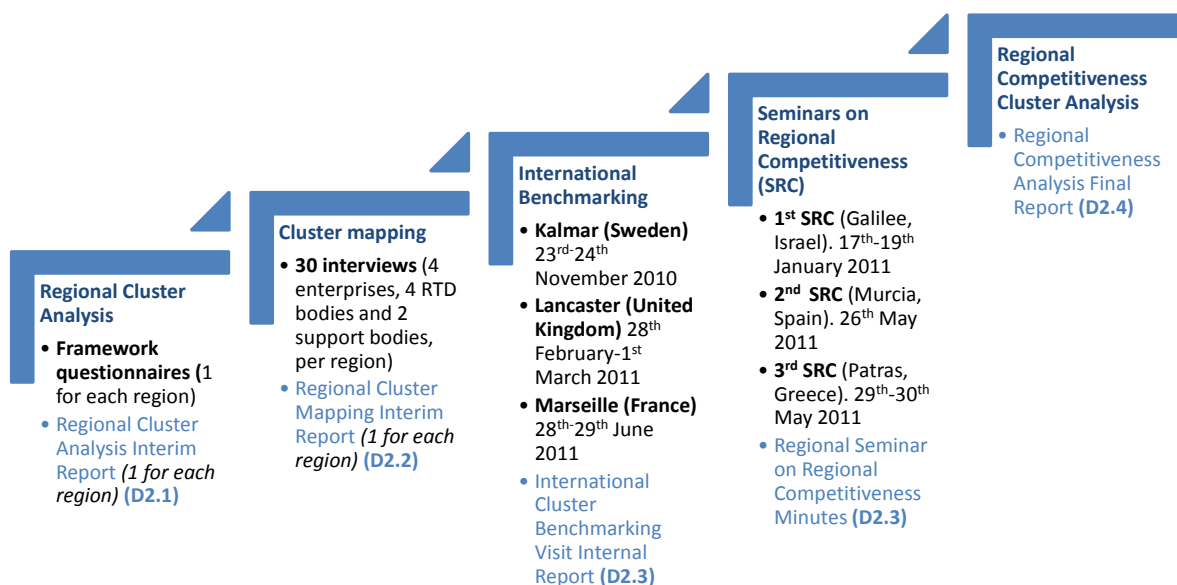 Regional Cluster
Analysis
• Framework
questionnaires (1
for each region)
• Regional Cluster
Analysis Interim
Report (1 for each
region) (D2.1)
Cluster mapping
• 30 interviews (4
enterprises, 4 RTD
bodies and 2
support bodies,
per region)
• Regional Cluster
Mapping Interim
Report (1 for each
region) (D2.2)
International
Benchmarking
• Kalmar (Sweden)
23rd-24th
November 2010
• Lancaster (United
Kingdom) 28th
February-1st
March 2011
• Marseille (France)
28th-29th June
2011
• International
Cluster
Benchmarking
Visit Internal
Report (D2.3)
Seminars on
Regional
Competitiveness
(SRC)
• 1st SRC (Galilee,
Israel). 17th-19th
January 2011
• 2nd SRC (Murcia,
Spain). 26th May
2011
• 3rd SRC (Patras,
Greece). 29th-30th
May 2011
• Regional Seminar
on Regional
Competitiveness
Minutes (D2.3)
Regional
Competitiveness
Cluster Analysis
• Regional
Competitiveness
Analysis Final
Report (D2.4)